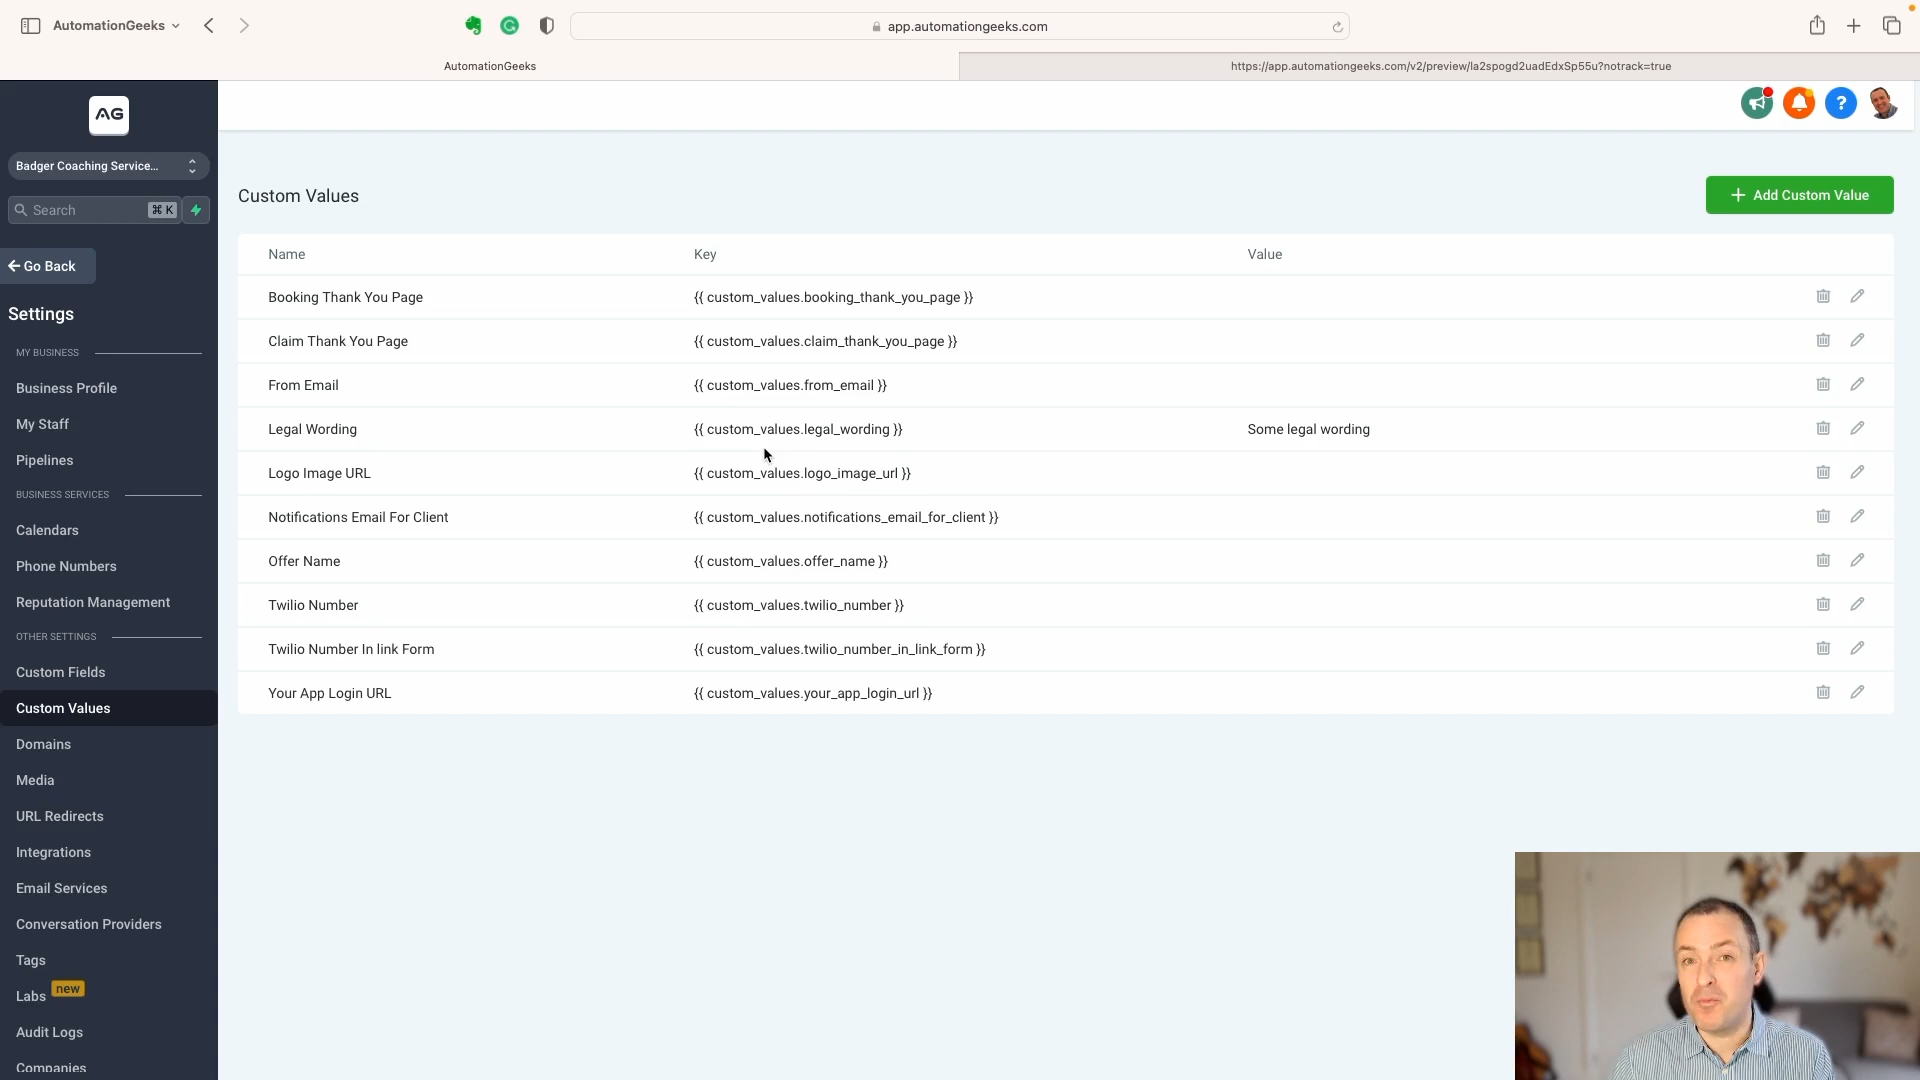 AutomationGeeks
app.automationgeeks.com
AutomationGeeks
https://app.automationgeeks.com/v2/preview/Ia2spogd2uadEdxSp55u?notrack=true
AG
Badger Coaching Service...
Search ⌘ K
Go Back
Settings
MY BUSINESS
Business Profile
My Staff
Pipelines
BUSINESS SERVICES
Calendars
Phone Numbers
Reputation Management
OTHER SETTINGS
Custom Fields
Custom Values
Domains
Media
URL Redirects
Integrations
Email Services
Conversation Providers
Tags
Labs new
Audit Logs
Companies
?
Custom Values
+ Add Custom Value
Name Key Value
Booking Thank You Page {{ custom_values.booking_thank_you_page }}
Claim Thank You Page {{ custom_values.claim_thank_you_page }}
From Email {{ custom_values.from_email }}
Legal Wording {{ custom_values.legal_wording }} Some legal wording
Logo Image URL {{ custom_values.logo_image_url }}
Notifications Email For Client {{ custom_values.notifications_email_for_client }}
Offer Name {{ custom_values.offer_name }}
Twilio Number {{ custom_values.twilio_number }}
Twilio Number In link Form {{ custom_values.twilio_number_in_link_form }}
Your App Login URL {{ custom_values.your_app_login_url }}